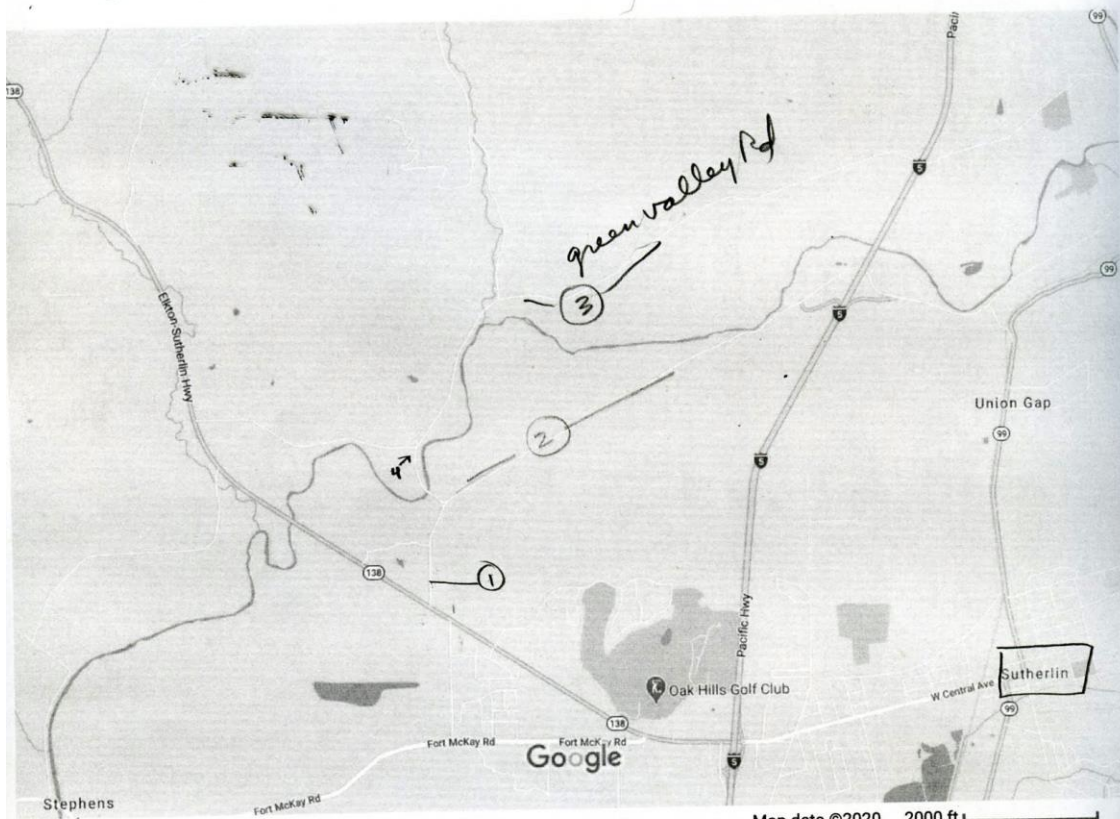 99
Paci
138
5
green valley Rd
3
99
5
Elkton-Sutherlin Hwy
Union Gap
99
2
5
4
138
1
Pacific Hwy
Sutherlin
Oak Hills Golf Club
W Central Ave
99
138
Fort McKay Rd
Fort McKay Rd
Google
5
Stephens
Fort McKay Rd
Map data ©2020
2000 ft